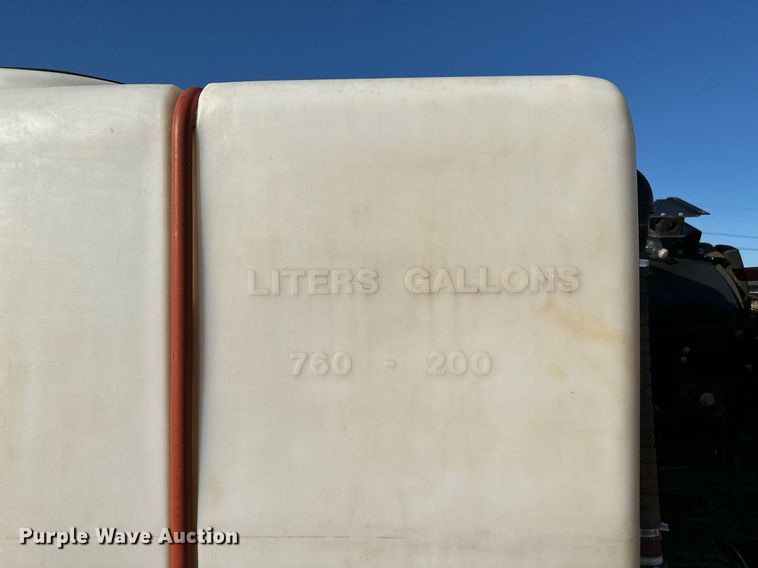 LITERS GALLONS
760 - 200
Purple Wave Auction